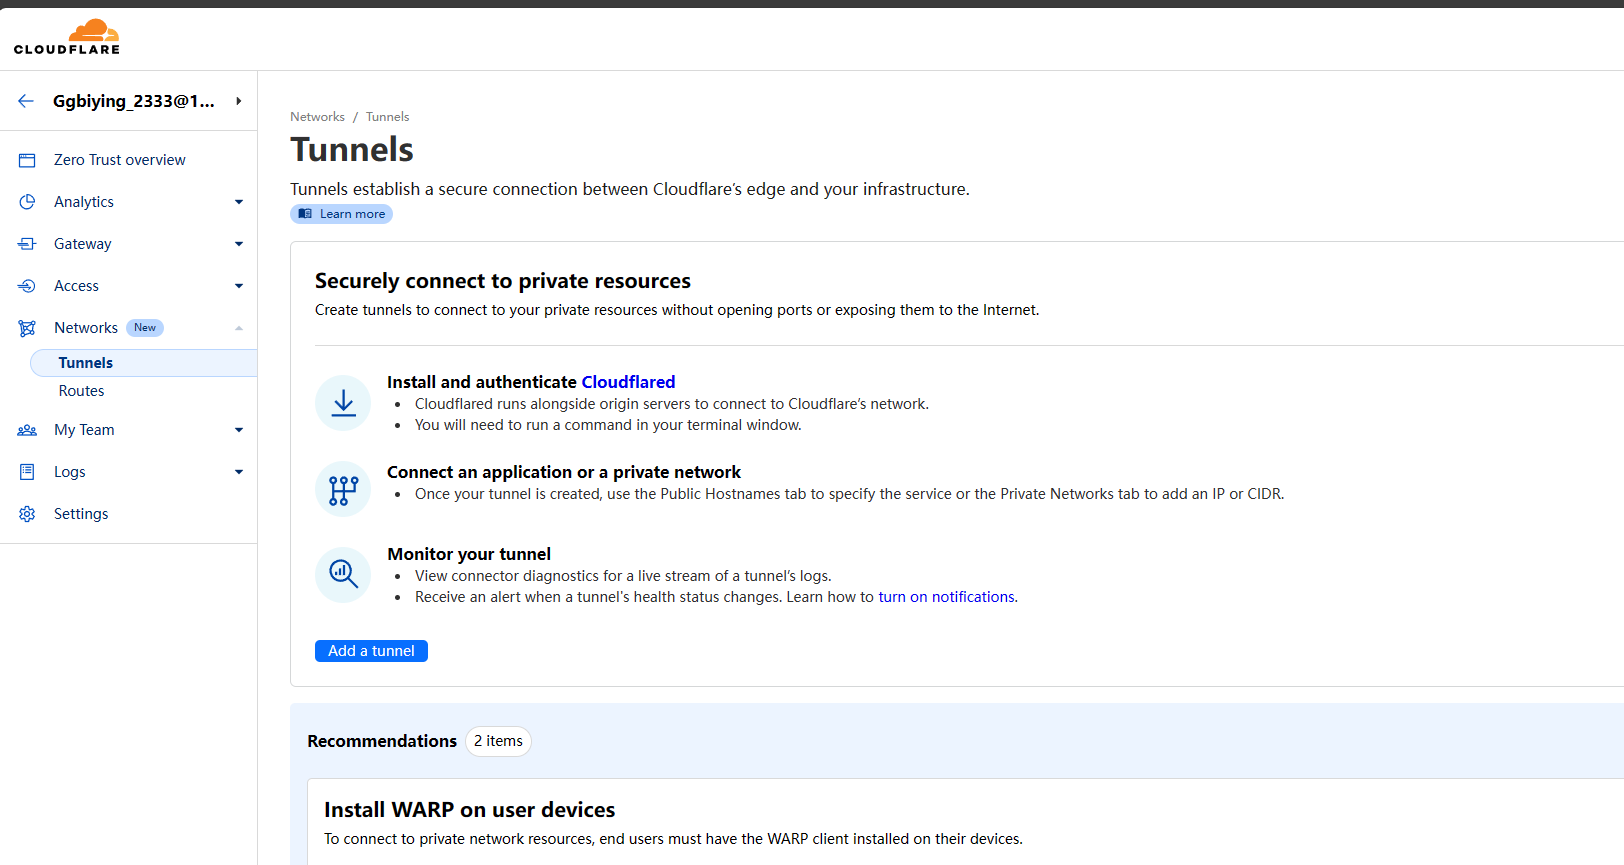 CLOUDFLARE
Ggbiying_2333@1...
Zero Trust overview
Analytics
Gateway
Access
Networks New
Tunnels
Routes
My Team
Logs
Settings
Networks / Tunnels
Tunnels
Tunnels establish a secure connection between Cloudflare’s edge and your infrastructure.
Learn more
Securely connect to private resources
Create tunnels to connect to your private resources without opening ports or exposing them to the Internet.
Install and authenticate Cloudflared
• Cloudflared runs alongside origin servers to connect to Cloudflare’s network.
• You will need to run a command in your terminal window.
Connect an application or a private network
• Once your tunnel is created, use the Public Hostnames tab to specify the service or the Private Networks tab to add an IP or CIDR.
Monitor your tunnel
• View connector diagnostics for a live stream of a tunnel’s logs.
• Receive an alert when a tunnel's health status changes. Learn how to turn on notifications.
Add a tunnel
Recommendations 2 items
Install WARP on user devices
To connect to private network resources, end users must have the WARP client installed on their devices.